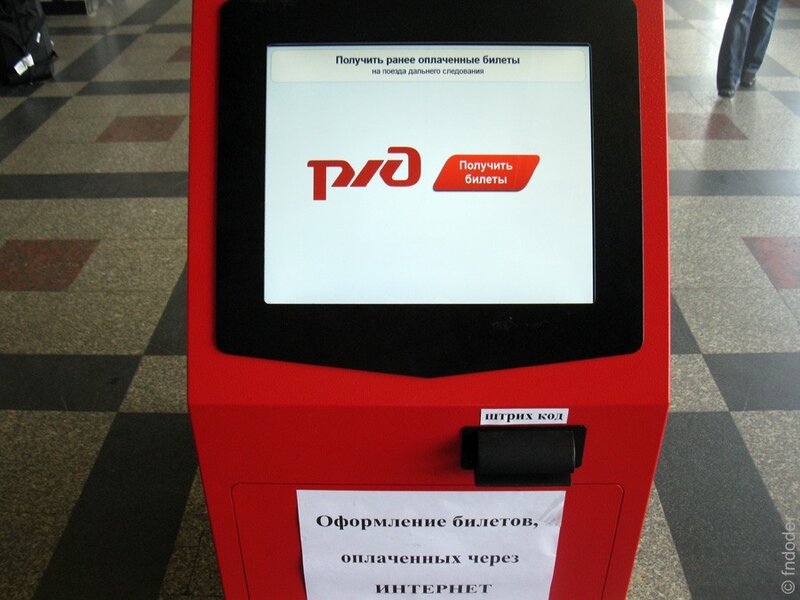 Получить ранее оплаченные билеты
на поезда дальнего следования
ржд
Получить
билеты
штрих код
Оформление билетов,
оплаченных через
ИНТЕРНЕТ
© fndoder